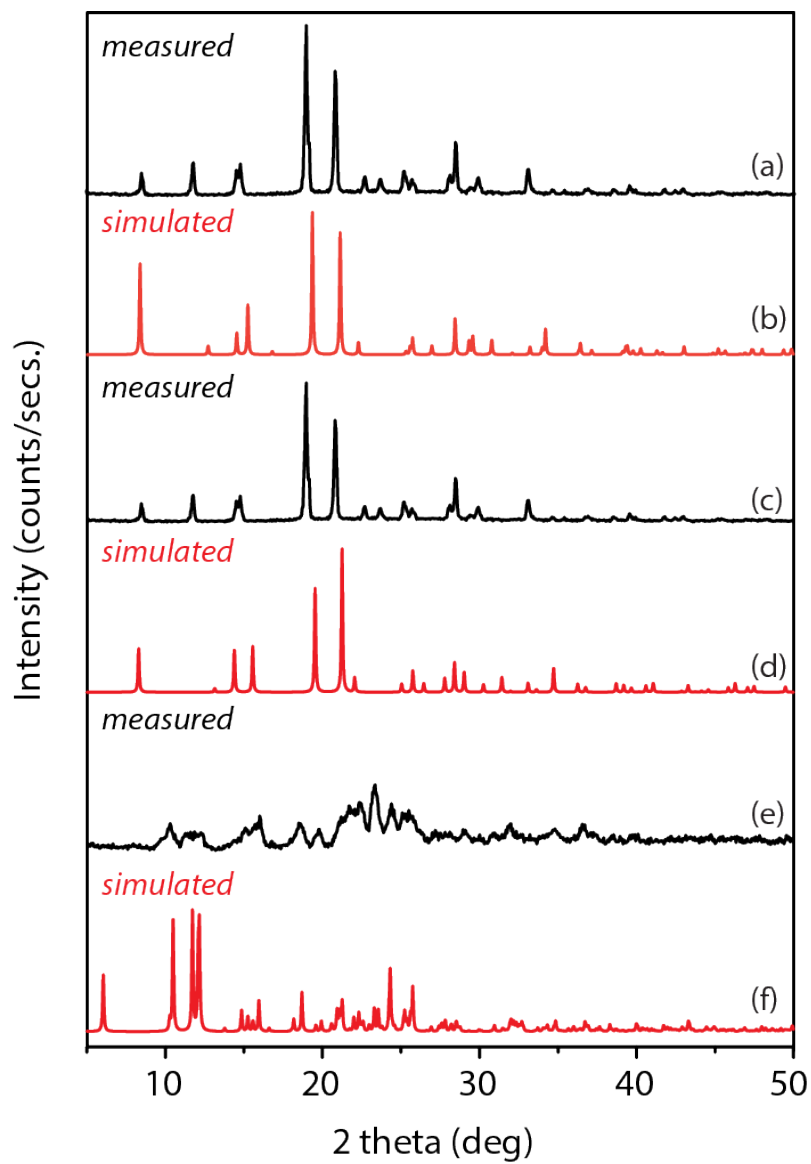 measured
(a)
simulated
(b)
measured
(c)
simulated
(d)
measured
(e)
simulated
(f)
Intensity (counts/secs.)
10 20 30 40 50
2 theta (deg)